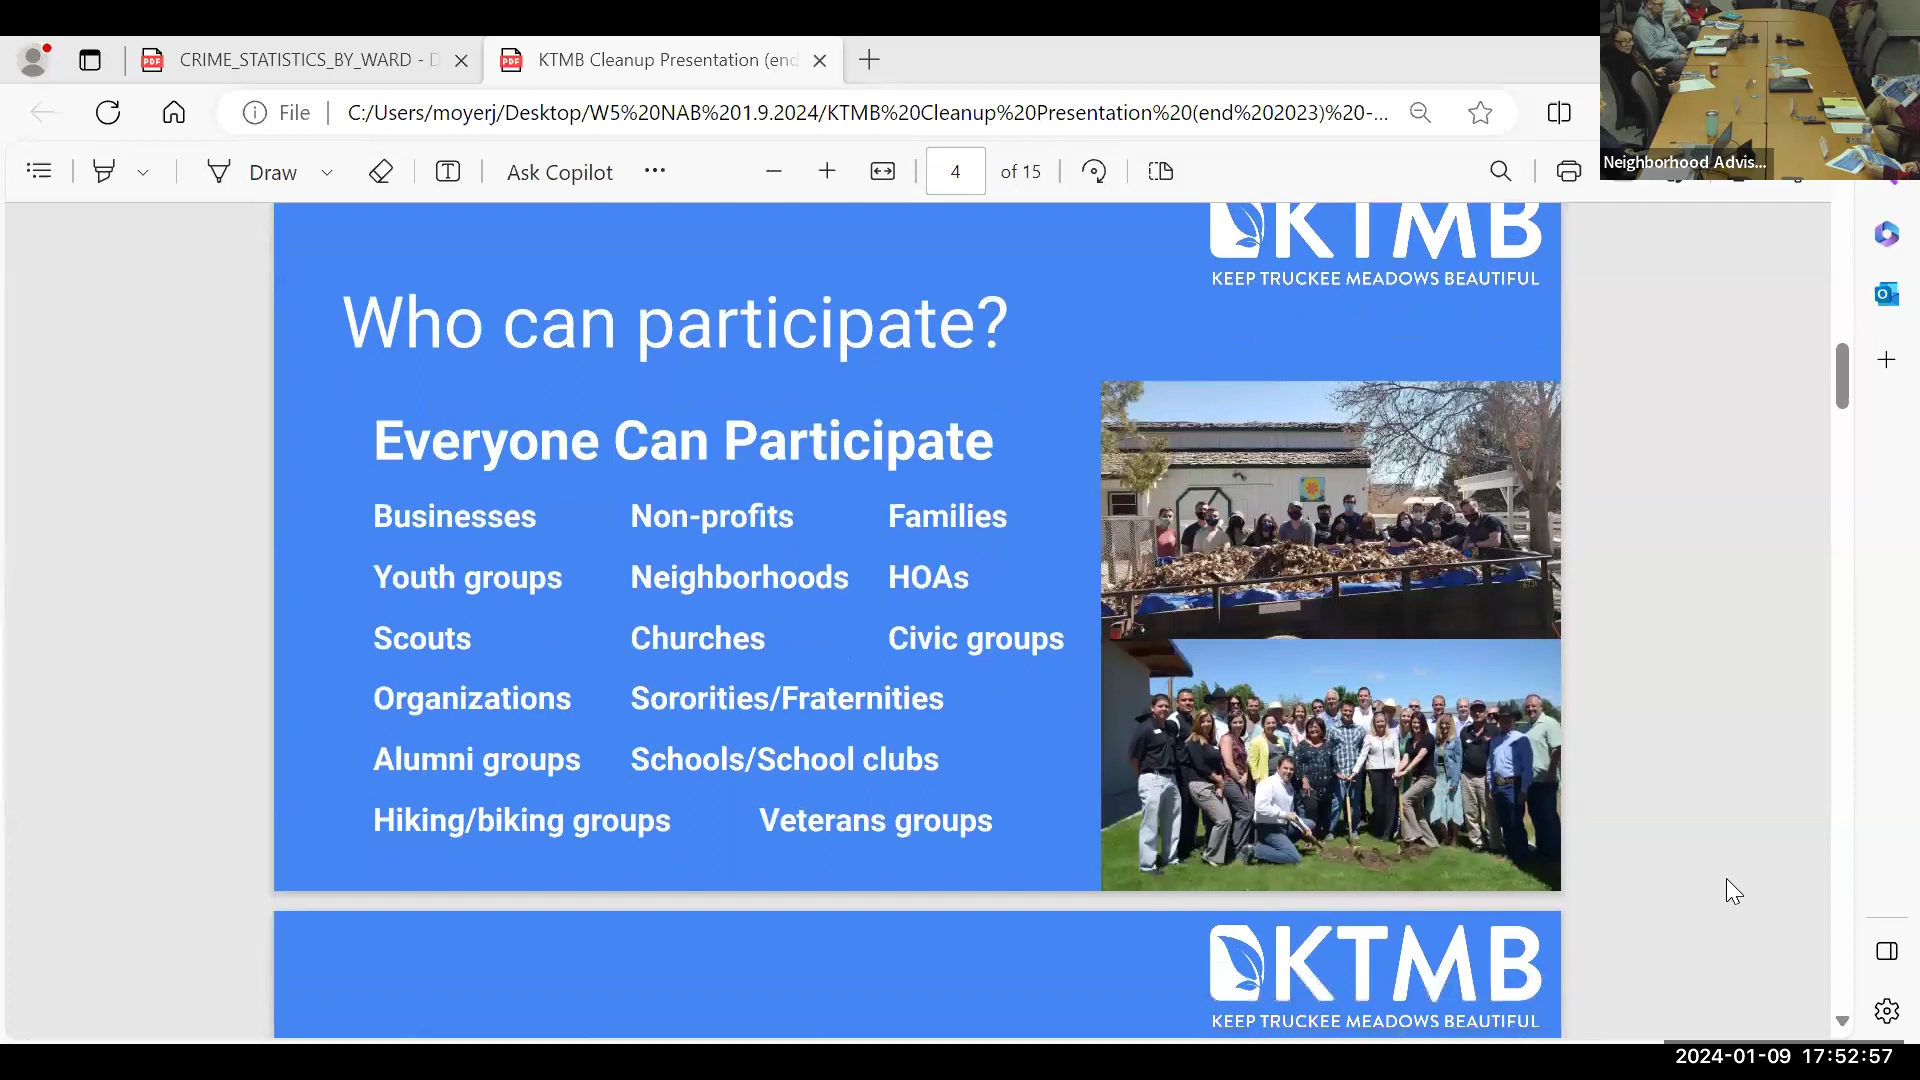 CRIME_STATISTICS_BY_WARD - D
KTMB Cleanup Presentation (end
File
C:/Users/moyerj/Desktop/W5%20NAB%201.9.2024/KTMB%20Cleanup%20Presentation%20(end%202023)%20-...
Draw
Ask Copilot
4 of 15
Neighborhood Advis...
KTMB
KEEP TRUCKEE MEADOWS BEAUTIFUL
Who can participate?
Everyone Can Participate
Businesses Non-profits Families
Youth groups Neighborhoods HOAs
Scouts Churches Civic groups
Organizations Sororities/Fraternities
Alumni groups Schools/School clubs
Hiking/biking groups Veterans groups
KTMB
KEEP TRUCKEE MEADOWS BEAUTIFUL
2024-01-09 17:52:57